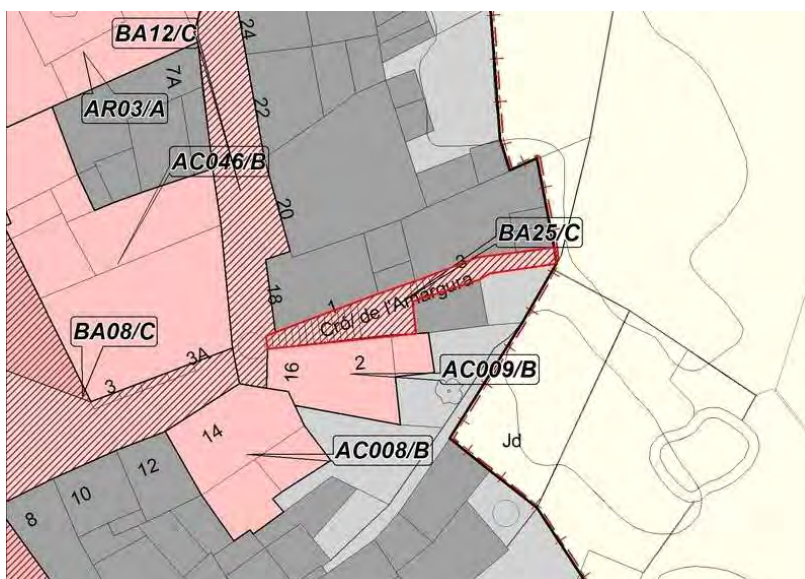 BA12/C
24
7A
AR03/A
22
AC046/B
20
BA25/C
3
Cró/ de l'Amargura
18
1
BA08/C
3A
3
16
2
AC009/B
14
Jd
AC008/B
12
10
8